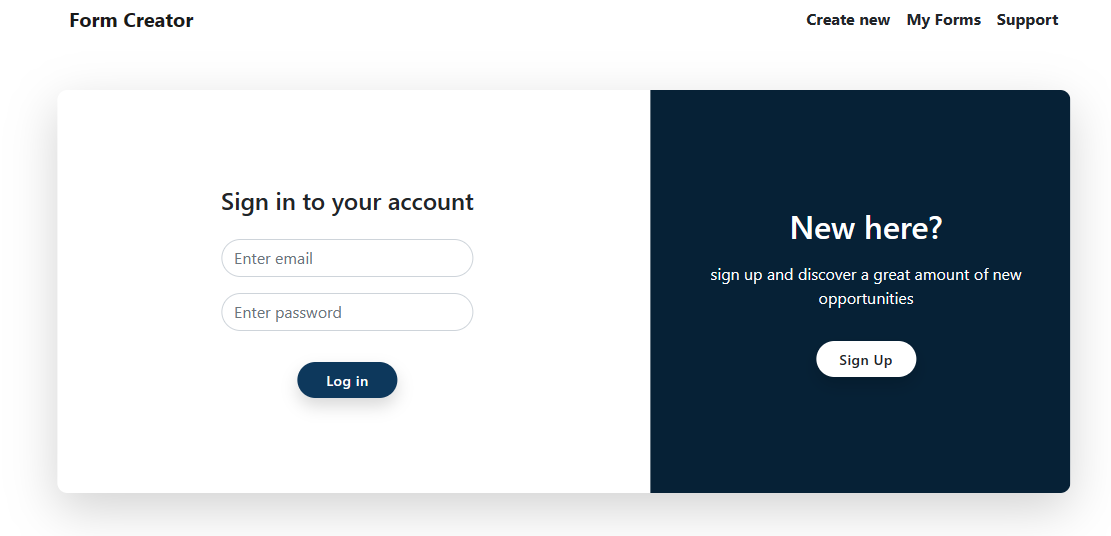 Form Creator
Create new My Forms Support
Sign in to your account
Enter email
Enter password
Log in
New here?
sign up and discover a great amount of new
opportunities
Sign Up